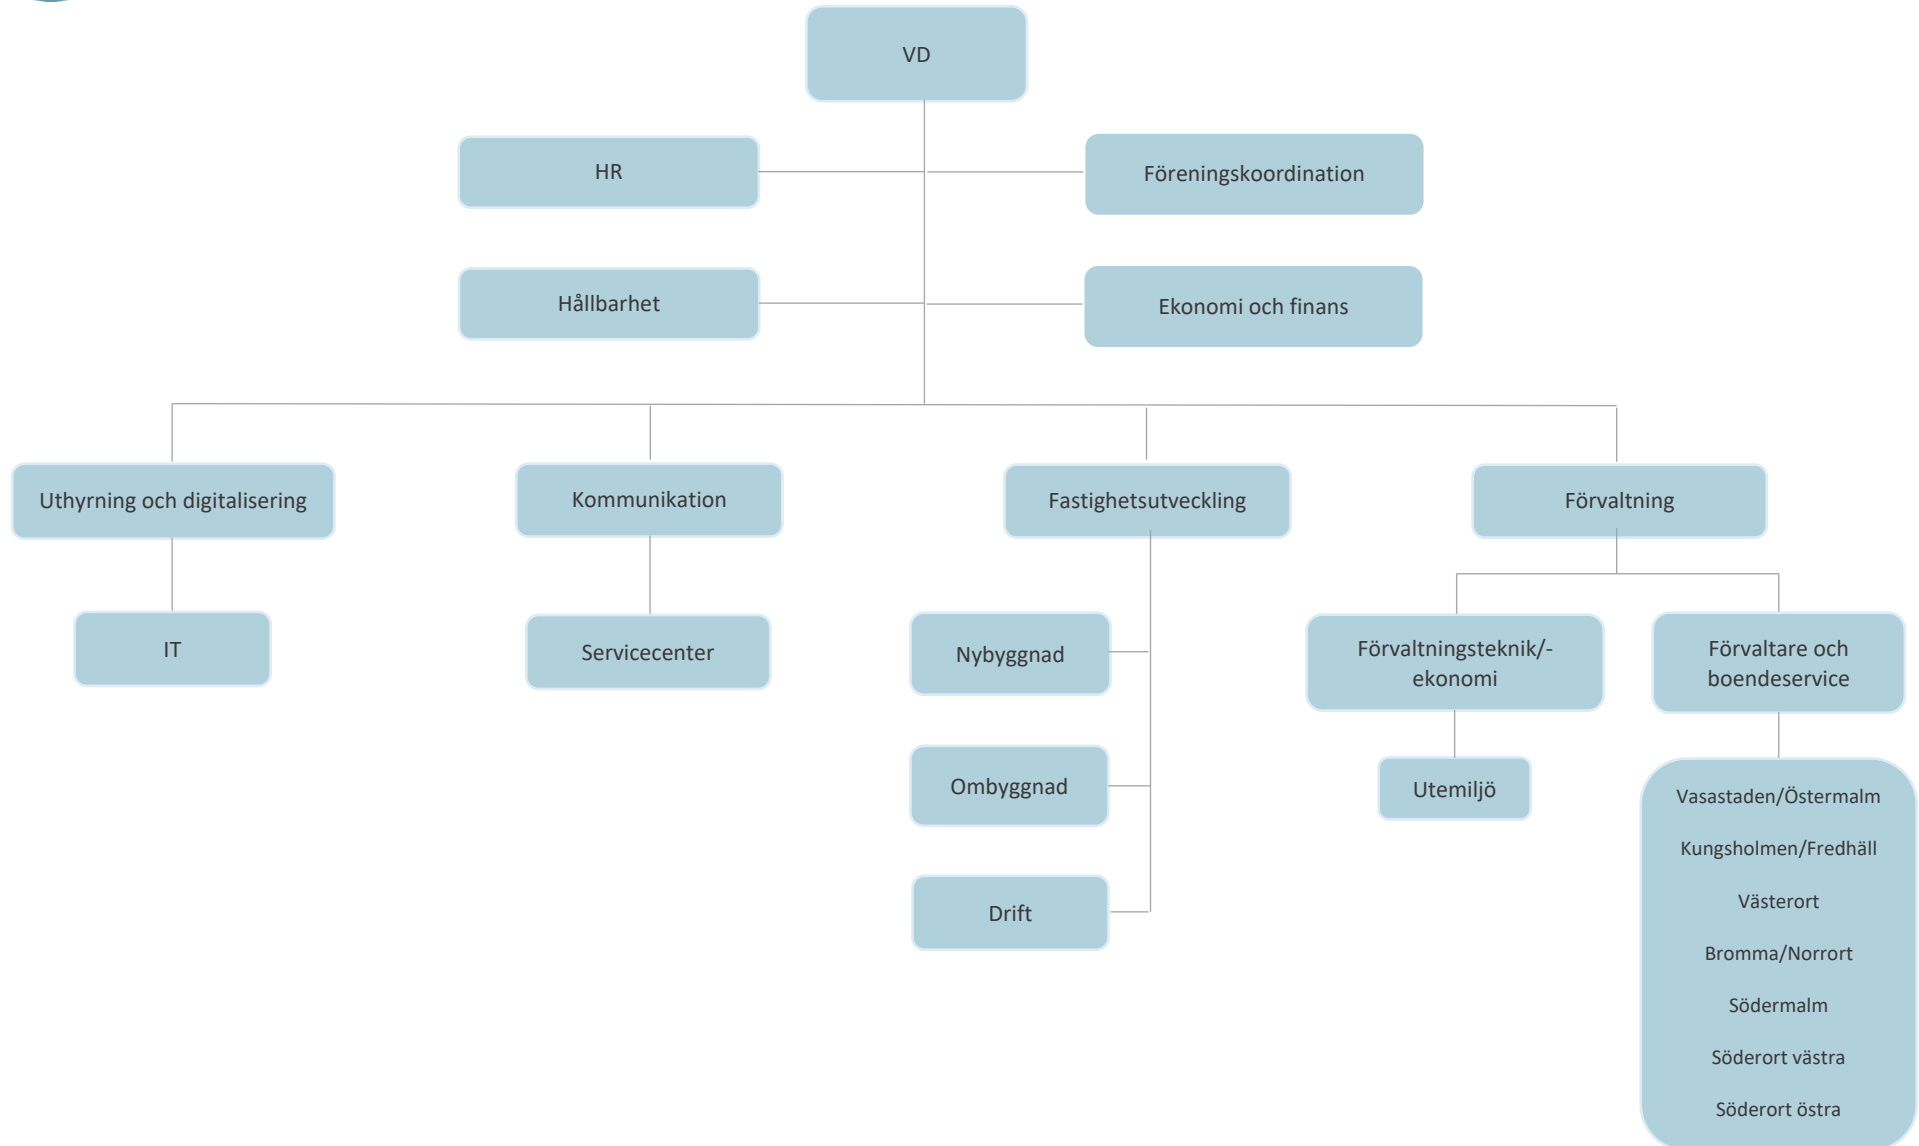 VD
HR
Föreningskoordination
Hållbarhet
Ekonomi och finans
Uthyrning och digitalisering
Kommunikation
Fastighetsutveckling
Förvaltning
IT
Servicecenter
Nybyggnad
Förvaltningsteknik/-
ekonomi
Förvaltare och
boendeservice
Ombyggnad
Utemiljö
Drift
Vasastaden/Östermalm
Kungsholmen/Fredhäll
Västerort
Bromma/Norrort
Södermalm
Söderort västra
Söderort östra